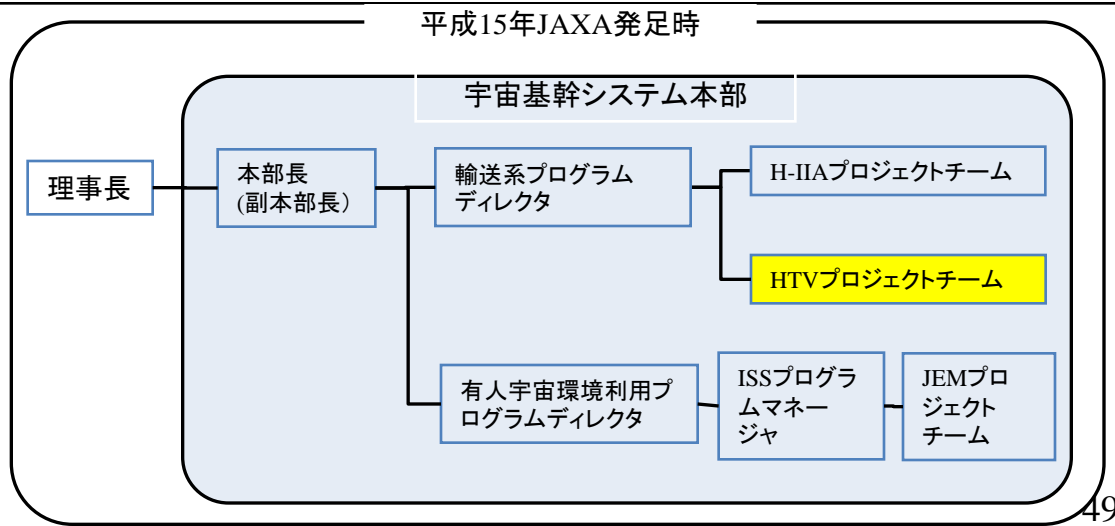 平成15年JAXA発足時
宇宙基幹システム本部
理事長
本部長
(副本部長）
輸送系プログラム
ディレクタ
H-IIAプロジェクトチーム
HTVプロジェクトチーム
有人宇宙環境利用プ
ログラムディレクタ
ISSプログラ
ムマネー
ジャ
JEMプロ
ジェクト
チーム
49